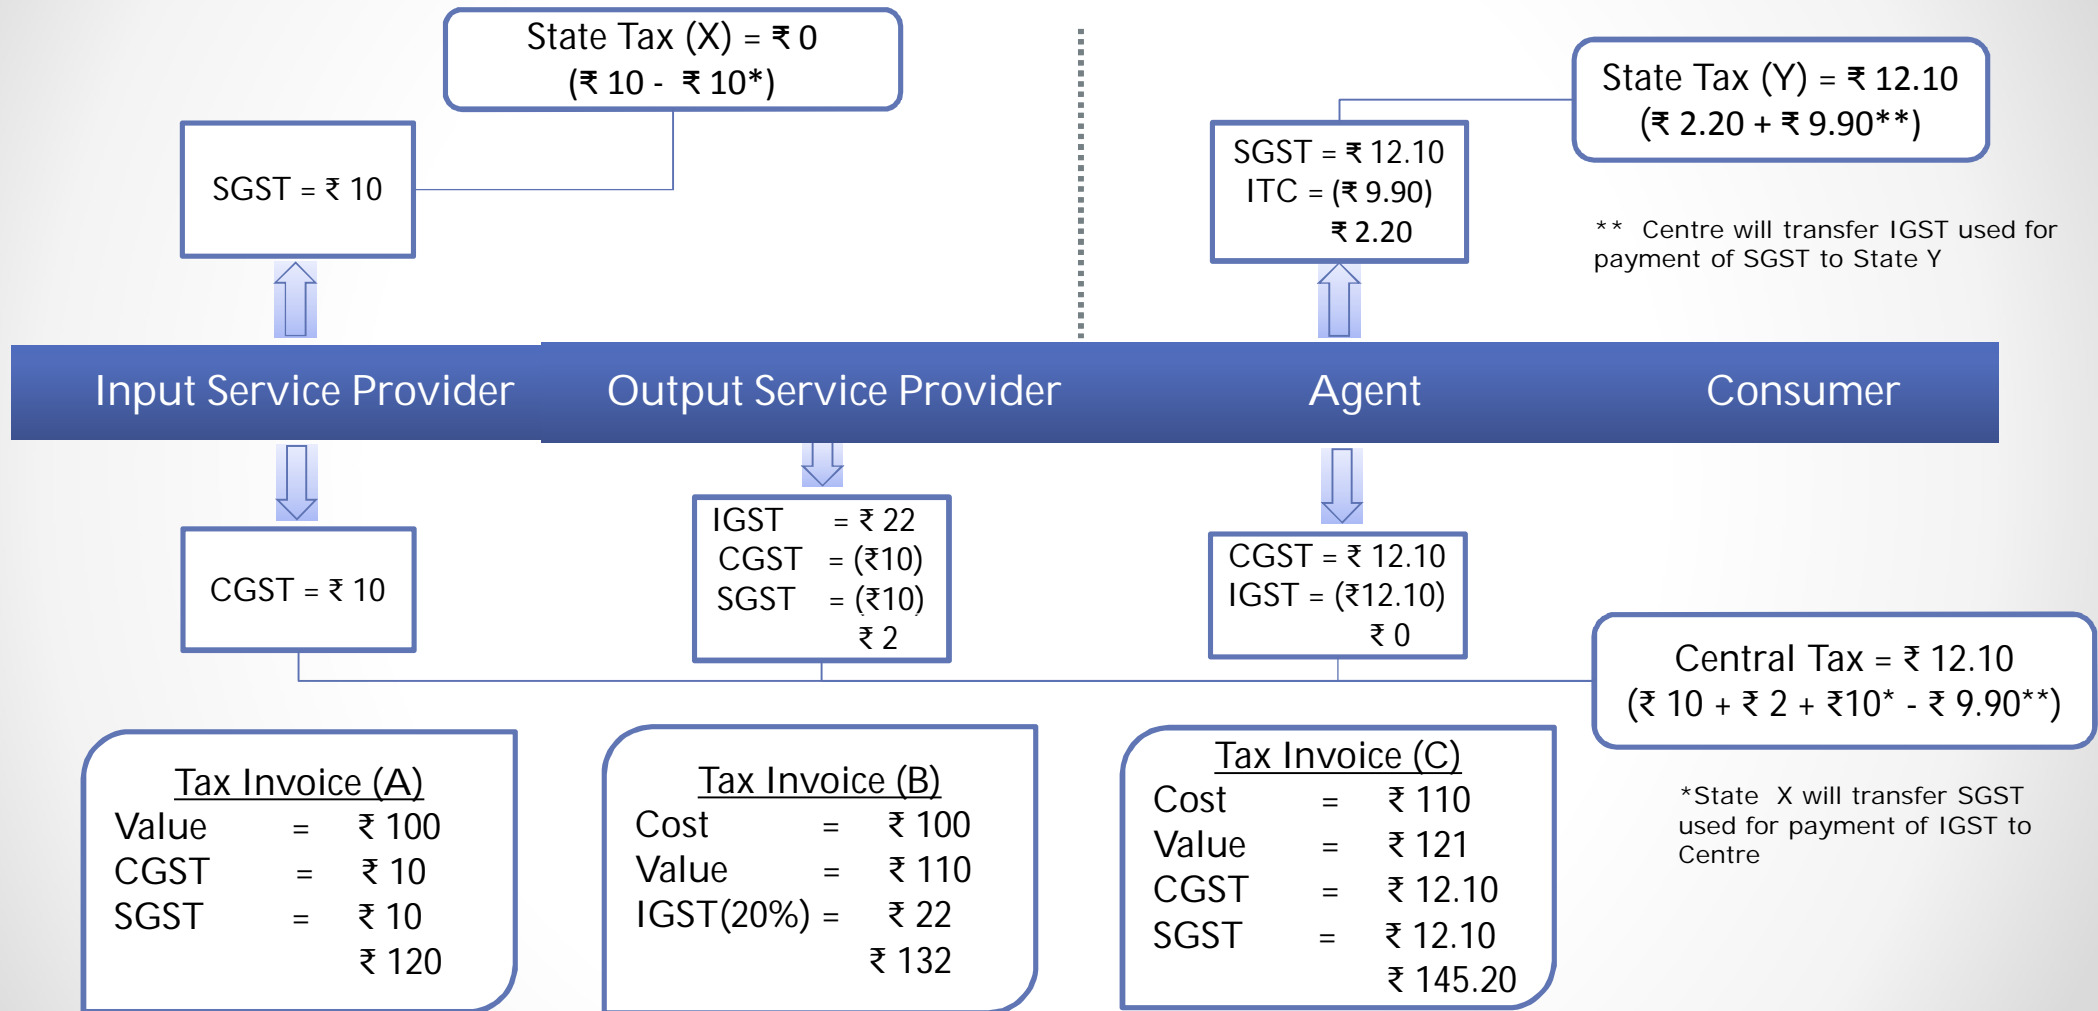 State Tax (X) = ₹ 0
(₹ 10 - ₹ 10*)
State Tax (Y) = ₹ 12.10
(₹ 2.20 + ₹ 9.90**)
SGST = ₹ 10
SGST = ₹ 12.10
ITC = (₹ 9.90)
₹ 2.20
** Centre will transfer IGST used for
payment of SGST to State Y
Input Service Provider
Output Service Provider
Agent
Consumer
CGST = ₹ 10
IGST = ₹ 22
CGST = (₹10)
SGST = (₹10)
₹ 2
CGST = ₹ 12.10
IGST = (₹12.10)
₹ 0
Central Tax = ₹ 12.10
(₹ 10 + ₹ 2 + ₹10* - ₹ 9.90**)
Tax Invoice (A)
Value = ₹ 100
CGST = ₹ 10
SGST = ₹ 10
₹ 120
Tax Invoice (B)
Cost = ₹ 100
Value = ₹ 110
IGST(20%) = ₹ 22
₹ 132
Tax Invoice (C)
Cost = ₹ 110
Value = ₹ 121
CGST = ₹ 12.10
SGST = ₹ 12.10
₹ 145.20
*State X will transfer SGST
used for payment of IGST to
Centre